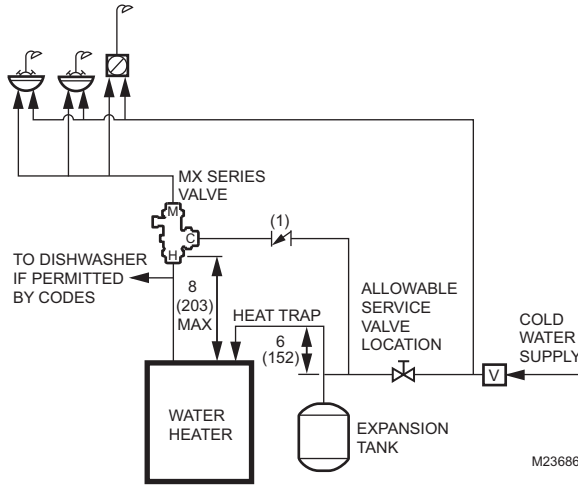 MX SERIES
VALVE
M
(1)
C
H
TO DISHWASHER
IF PERMITTED
BY CODES
8
(203)
MAX
HEAT TRAP
6
(152)
ALLOWABLE
SERVICE
VALVE
LOCATION
COLD
WATER
SUPPLY
V
WATER
HEATER
EXPANSION
TANK
M23686